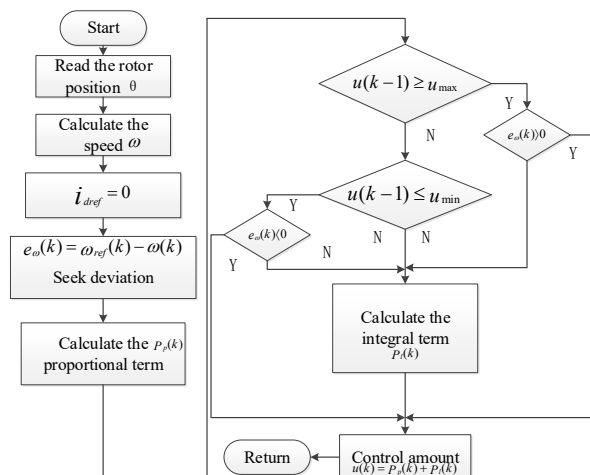 Start
Read the rotor
position θ
Calculate the
speed ω
i_dref = 0
e_ω(k) = ω_ref(k) − ω(k)
Seek deviation
Calculate the P_p(k)
proportional term
u(k−1) ≥ u_max
Y
N
e_ω(k)⟩0
Y
u(k−1) ≤ u_min
Y
N
N
e_ω(k)⟨0
Y
N
Y
Calculate the
integral term
P_I(k)
Control amount
u(k) = P_p(k) + P_I(k)
Return